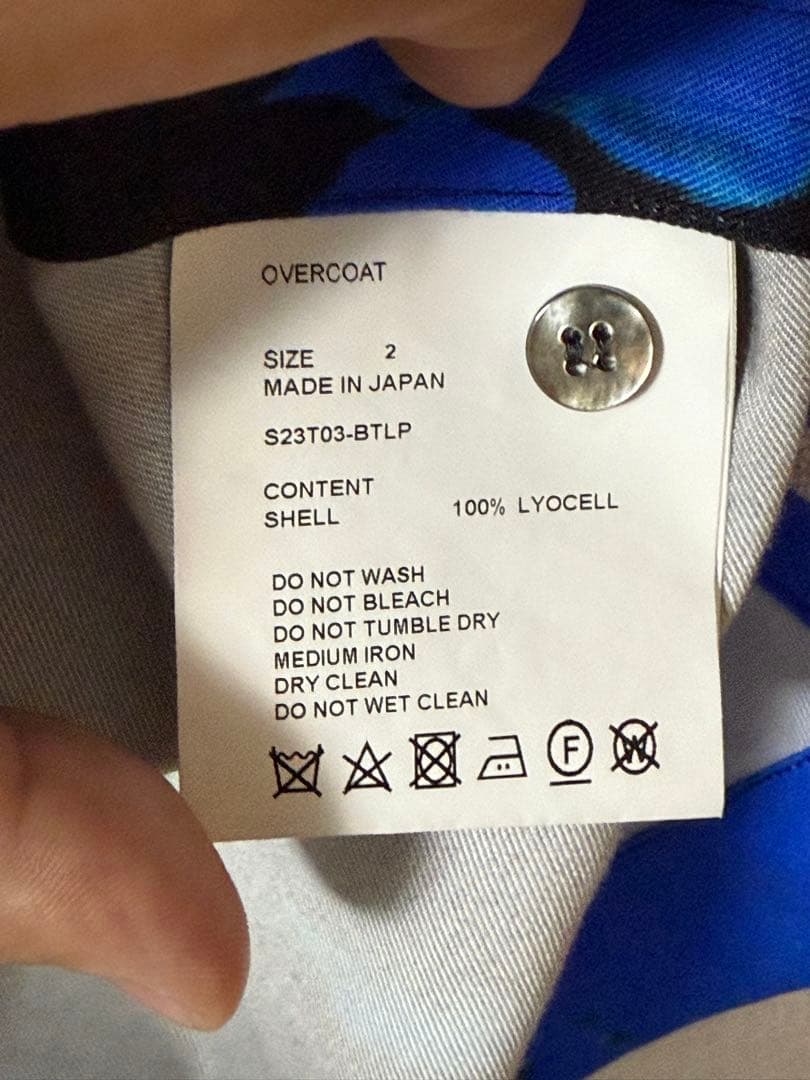 OVERCOAT
SIZE 2
MADE IN JAPAN
S23T03-BTLP
CONTENT
SHELL 100% LYOCELL
DO NOT WASH
DO NOT BLEACH
DO NOT TUMBLE DRY
MEDIUM IRON
DRY CLEAN
DO NOT WET CLEAN
F W